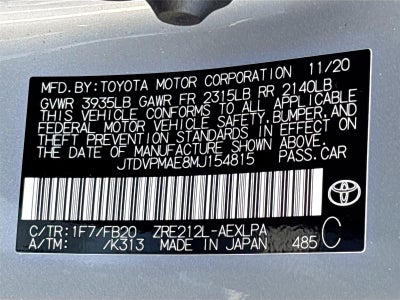 MFD. BY: TOYOTA MOTOR CORPORATION 11/20
GVWR 3935LB GAWR FR 2315LB RR 2140LB
THIS VEHICLE CONFORMS TO ALL APPLICABLE
FEDERAL MOTOR VEHICLE SAFETY, BUMPER, AND
THEFT PREVENTION STANDARDS IN EFFECT ON
THE DATE OF MANUFACTURE SHOWN ABOVE.
JTDVPMAE8MJ154815 PASS. CAR
C/TR: 1F7/FB20 ZRE212L-AEXLPA
A/TM: /K313 MADE IN JAPAN 485 C
TOYOTA